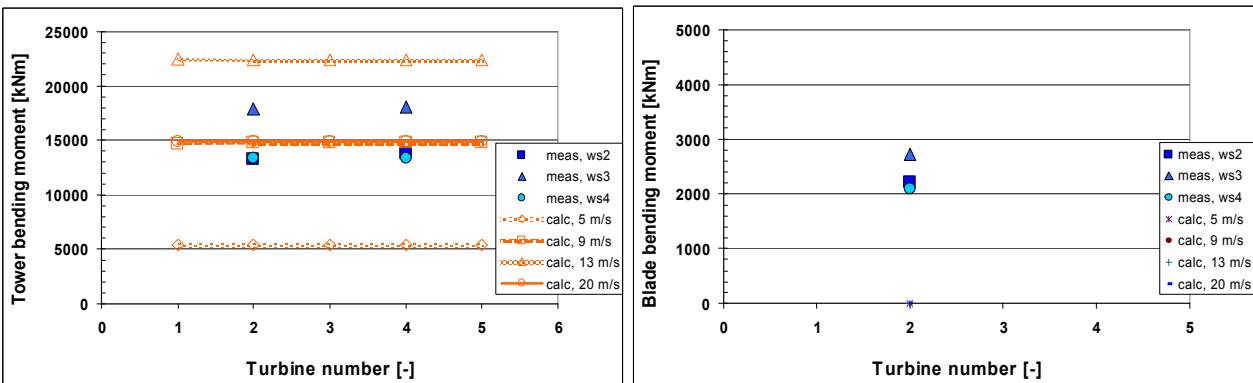 Tower bending moment [kNm]
25000
20000
15000
10000
5000
0
0 1 2 3 4 5 6
Turbine number [-]
meas, ws2
meas, ws3
meas, ws4
calc, 5 m/s
calc, 9 m/s
calc, 13 m/s
calc, 20 m/s
Blade bending moment [kNm]
5000
4000
3000
2000
1000
0
0 1 2 3 4 5
Turbine number [-]
meas, ws2
meas, ws3
meas, ws4
calc, 5 m/s
calc, 9 m/s
calc, 13 m/s
calc, 20 m/s